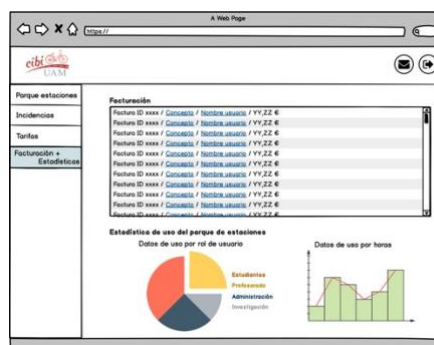 A Web Page
https://
cibi
UAM
Parque estaciones
Incidencias
Tarifas
Facturación +
Estadísticas
Facturación
Factura ID xxxx / Concepto / Nombre usuario / YY,ZZ €
Factura ID xxxx / Concepto / Nombre usuario / YY,ZZ €
Factura ID xxxx / Concepto / Nombre usuario / YY,ZZ €
Factura ID xxxx / Concepto / Nombre usuario / YY,ZZ €
Factura ID xxxx / Concepto / Nombre usuario / YY,ZZ €
Factura ID xxxx / Concepto / Nombre usuario / YY,ZZ €
Factura ID xxxx / Concepto / Nombre usuario / YY,ZZ €
Factura ID xxxx / Concepto / Nombre usuario / YY,ZZ €
Factura ID xxxx / Concepto / Nombre usuario / YY,ZZ €
Factura ID xxxx / Concepto / Nombre usuario / YY,ZZ €
Estadística de uso del parque de estaciones
Datos de uso por rol de usuario
Datos de uso por horas
Estudiantes
Profesorado
Administración
Investigación